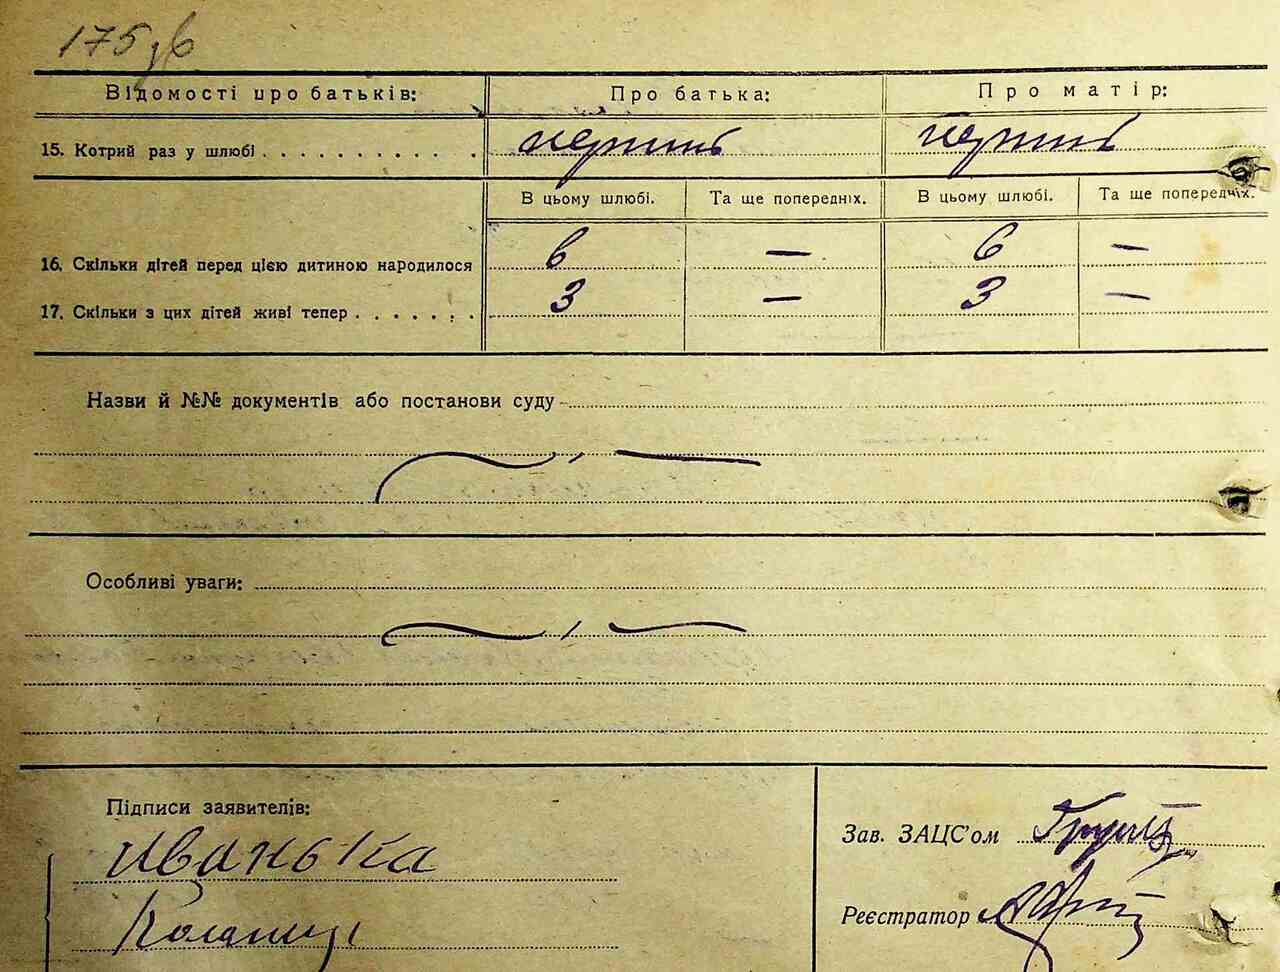 175зв
Відомості про батьків: Про батька: Про матір:
15. Котрий раз у шлюбі . . . . . . . . . . . перший перший
В цьому шлюбі. Та ще попередніх. В цьому шлюбі. Та ще попередніх.
16. Скільки дітей перед цією дитиною народилося 6 — 6 —
17. Скільки з цих дітей живі тепер . . . . . . . 3 — 3 —
Назви й №№ документів або постанови суду
Особливі уваги:
Підписи заявителів:
Иванька
Зав. ЗАЦС'ом
Реєстратор